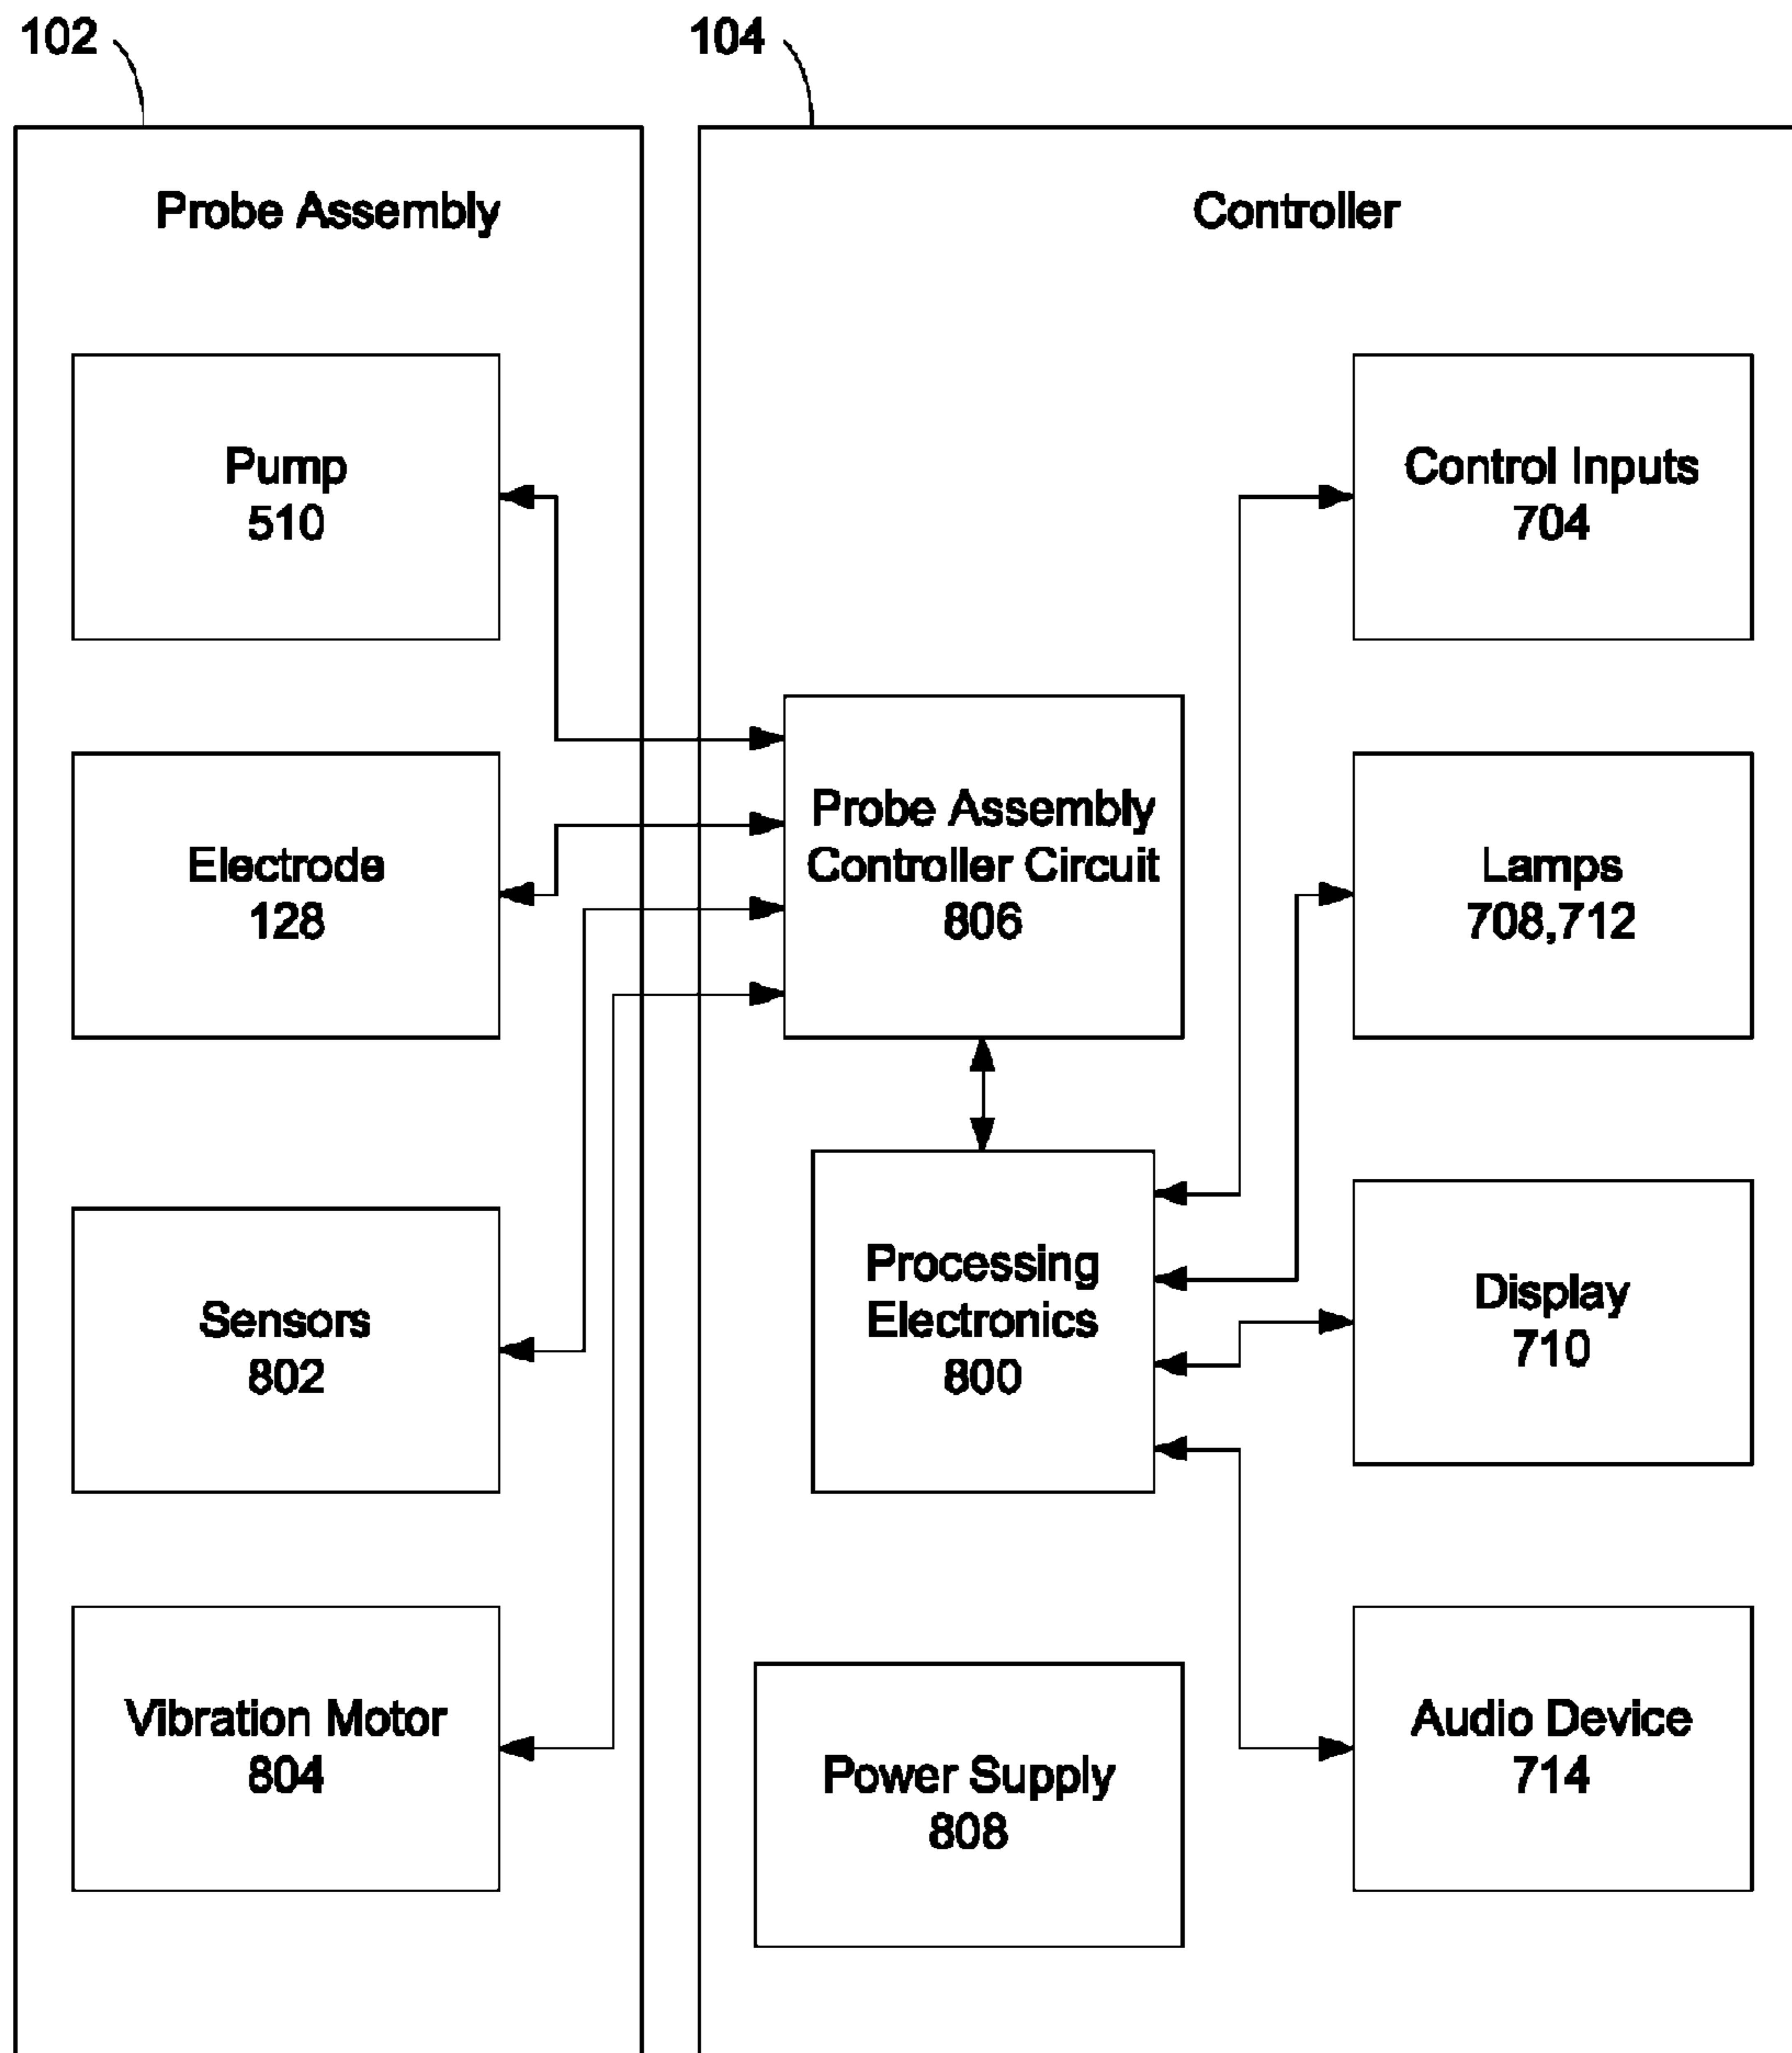 102
104
Probe Assembly
Controller
Pump
510
Control Inputs
704
Electrode
128
Probe Assembly
Controller Circuit
806
Lamps
708,712
Sensors
802
Processing
Electronics
800
Display
710
Vibration Motor
804
Power Supply
808
Audio Device
714